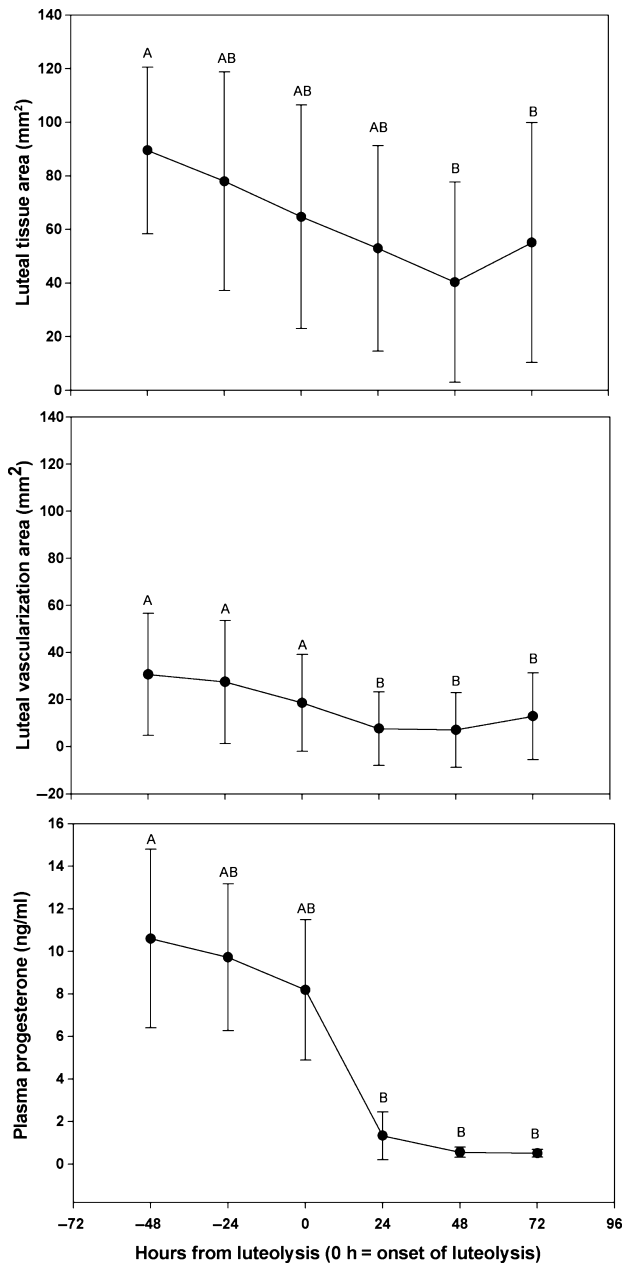 140
120
100
80
60
40
20
0
Luteal tissue area (mm²)
A
AB
AB
AB
B
B
140
120
100
80
60
40
20
0
–20
Luteal vascularization area (mm²)
A
A
A
B
B
B
16
14
12
10
8
6
4
2
0
Plasma progesterone (ng/ml)
A
AB
AB
B
B
B
–72 –48 –24 0 24 48 72 96
Hours from luteolysis (0 h = onset of luteolysis)